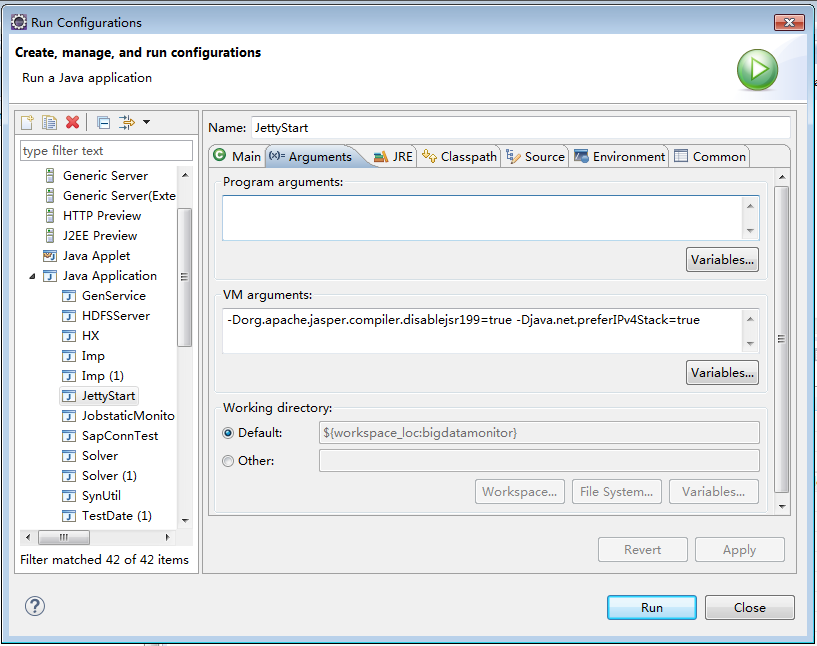 Run Configurations
Create, manage, and run configurations
Run a Java application
type filter text
Generic Server
Generic Server(Exte
HTTP Preview
J2EE Preview
Java Applet
Java Application
GenService
HDFSServer
HX
Imp
Imp (1)
JettyStart
JobstaticMonito
SapConnTest
Solver
Solver (1)
SynUtil
TestDate (1)
Filter matched 42 of 42 items
Name: JettyStart
Main (x)= Arguments JRE Classpath Source Environment Common
Program arguments:
Variables...
VM arguments:
-Dorg.apache.jasper.compiler.disablejsr199=true -Djava.net.preferIPv4Stack=true
Variables...
Working directory:
Default: ${workspace_loc:bigdatamonitor}
Other:
Workspace... File System... Variables...
Revert Apply
? Run Close